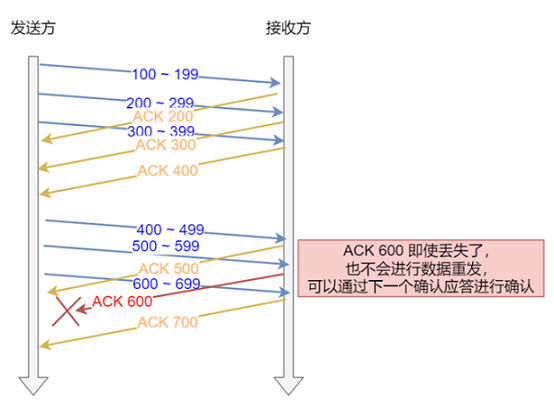 发送方
接收方
100 ~ 199
200 ~ 299
ACK 200
300 ~ 399
ACK 300
ACK 400
400 ~ 499
500 ~ 599
ACK 500
600 ~ 699
ACK 600
ACK 700
ACK 600 即使丢失了，
也不会进行数据重发，
可以通过下一个确认应答进行确认